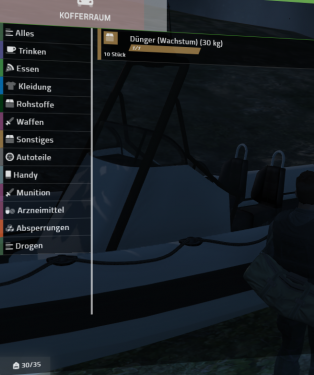 KOFFERRAUM
Alles
Trinken
Essen
Kleidung
Rohstoffe
Waffen
Sonstiges
Autoteile
Handy
Munition
Arzneimittel
Absperrungen
Drogen
Dünger (Wachstum) (30 kg)
10 Stück
30/35